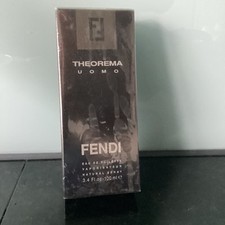 THEOREMA
UOMO
FENDI
EAU DE TOILETTE
VAPORISATEUR
NATURAL SPRAY
3.4 fl.oz 100 ml e